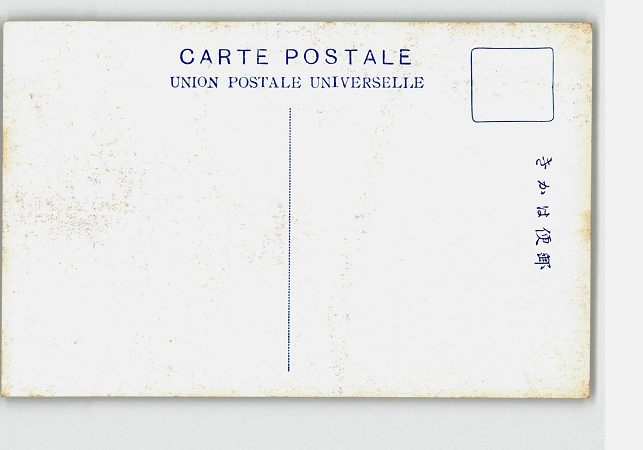 CARTE POSTALE
UNION POSTALE UNIVERSELLE
郵便はかき